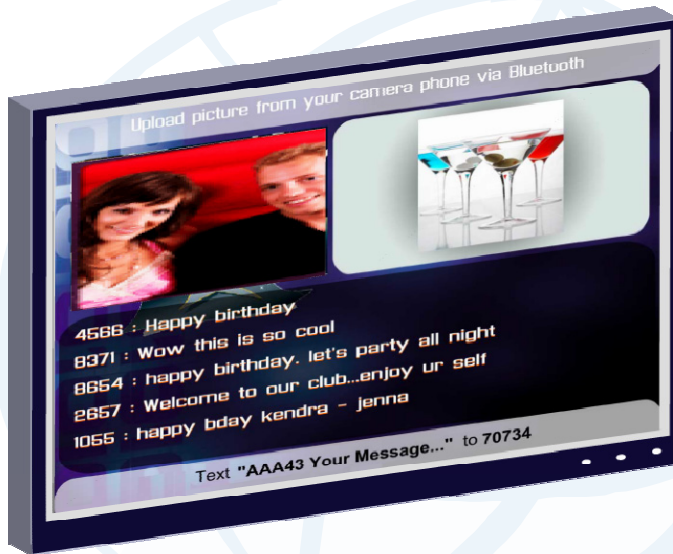 Upload picture from your camera phone via Bluetooth
4566 : Happy birthday
8371 : Wow this is so cool
8654 : happy birthday. let's party all night
2657 : Welcome to our club...enjoy ur self
1055 : happy bday kendra - jenna
Text "AAA43 Your Message..." to 70734